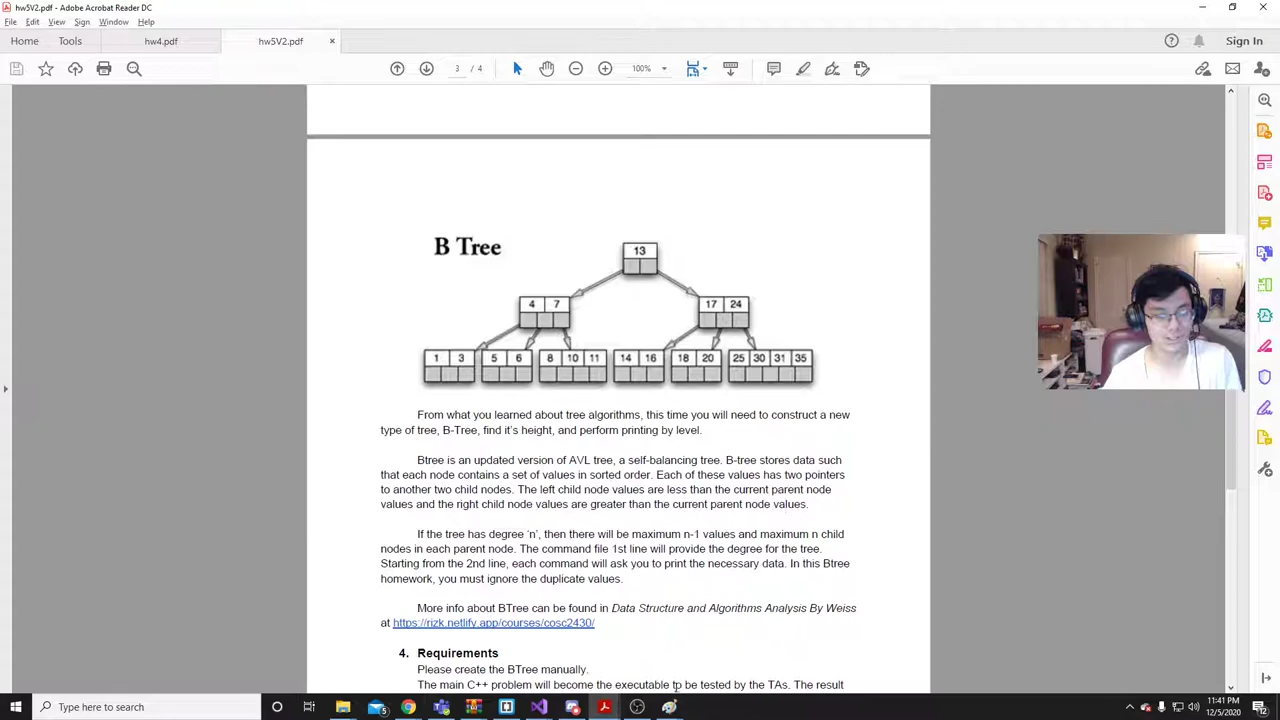 hw5V2.pdf - Adobe Acrobat Reader DC
File Edit View Sign Window Help
Home Tools hw4.pdf hw5V2.pdf × Sign In
3 / 4 100%
B Tree
13
4 7 17 24
1 3 5 6 8 10 11 14 16 18 20 25 30 31 35
From what you learned about tree algorithms, this time you will need to construct a new
type of tree, B-Tree, find it's height, and perform printing by level.
Btree is an updated version of AVL tree, a self-balancing tree. B-tree stores data such
that each node contains a set of values in sorted order. Each of these values has two pointers
to another two child nodes. The left child node values are less than the current parent node
values and the right child node values are greater than the current parent node values.
If the tree has degree 'n', then there will be maximum n-1 values and maximum n child
nodes in each parent node. The command file 1st line will provide the degree for the tree.
Starting from the 2nd line, each command will ask you to print the necessary data. In this Btree
homework, you must ignore the duplicate values.
More info about BTree can be found in Data Structure and Algorithms Analysis By Weiss
at https://rizk.netlify.app/courses/cosc2430/
4. Requirements
Please create the BTree manually.
The main C++ problem will become the executable to be tested by the TAs. The result
Type here to search
11:41 PM
12/5/2020